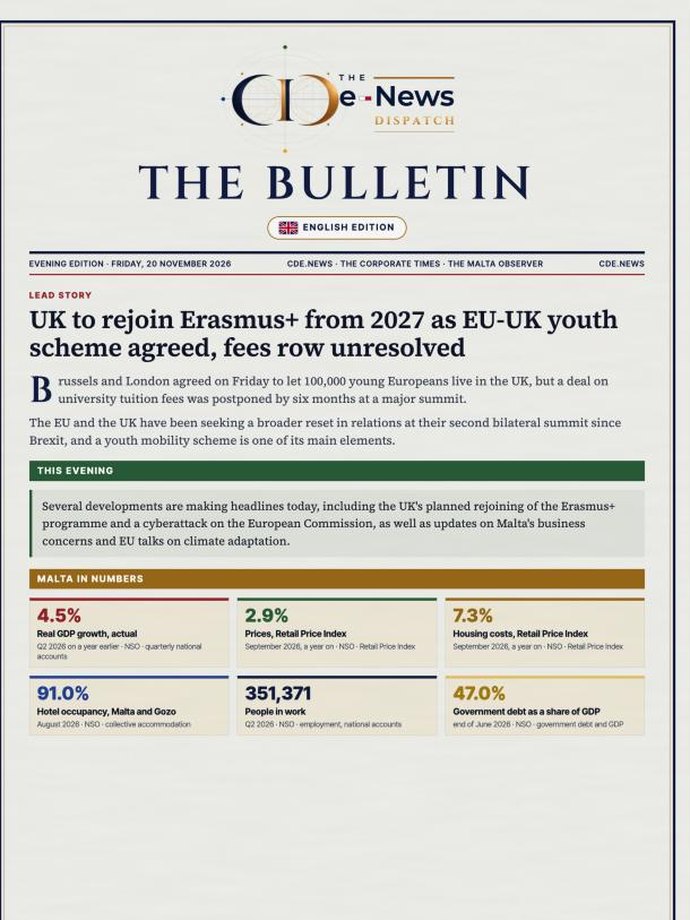 THE
CDe-News
DISPATCH
THE BULLETIN
ENGLISH EDITION
EVENING EDITION · FRIDAY, 20 NOVEMBER 2026
CDE.NEWS · THE CORPORATE TIMES · THE MALTA OBSERVER
CDE.NEWS
LEAD STORY
UK to rejoin Erasmus+ from 2027 as EU-UK youth
scheme agreed, fees row unresolved
Brussels and London agreed on Friday to let 100,000 young Europeans live in the UK, but a deal on
university tuition fees was postponed by six months at a major summit.
The EU and the UK have been seeking a broader reset in relations at their second bilateral summit since
Brexit, and a youth mobility scheme is one of its main elements.
THIS EVENING
Several developments are making headlines today, including the UK's planned rejoining of the Erasmus+
programme and a cyberattack on the European Commission, as well as updates on Malta's business
concerns and EU talks on climate adaptation.
MALTA IN NUMBERS
4.5%
Real GDP growth, actual
Q2 2026 on a year earlier · NSO · quarterly national
accounts
2.9%
Prices, Retail Price Index
September 2026, a year on · NSO · Retail Price Index
7.3%
Housing costs, Retail Price Index
September 2026, a year on · NSO · Retail Price Index
91.0%
Hotel occupancy, Malta and Gozo
August 2026 · NSO · collective accommodation
351,371
People in work
Q2 2026 · NSO · employment, national accounts
47.0%
Government debt as a share of GDP
end of June 2026 · NSO · government debt and GDP